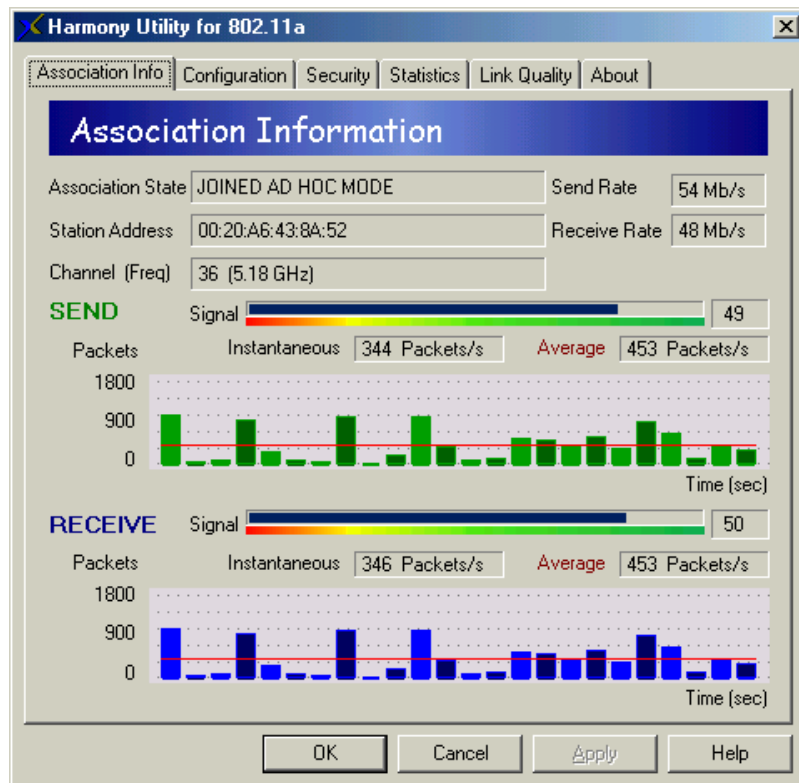 Harmony Utility for 802.11a
Association Info Configuration Security Statistics Link Quality About
Association Information
Association State JOINED AD HOC MODE Send Rate 54 Mb/s
Station Address 00:20:A6:43:8A:52 Receive Rate 48 Mb/s
Channel (Freq) 36 (5.18 GHz)
SEND Signal 49
Packets Instantaneous 344 Packets/s Average 453 Packets/s
1800
900
0
Time (sec)
RECEIVE Signal 50
Packets Instantaneous 346 Packets/s Average 453 Packets/s
1800
900
0
Time (sec)
OK Cancel Apply Help